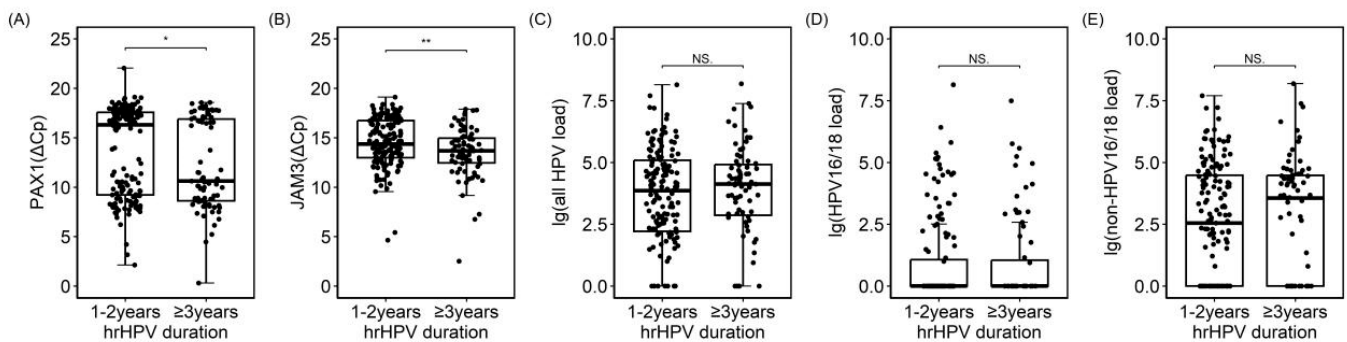 (A)
PAX1(ΔCp)
25
20
15
10
5
0
*
1-2years ≥3years
hrHPV duration
(B)
JAM3(ΔCp)
25
20
15
10
5
0
**
1-2years ≥3years
hrHPV duration
(C)
lg(all HPV load)
10.0
7.5
5.0
2.5
0.0
NS.
1-2years ≥3years
hrHPV duration
(D)
lg(HPV16/18 load)
10.0
7.5
5.0
2.5
0.0
NS.
1-2years ≥3years
hrHPV duration
(E)
lg(non-HPV16/18 load)
10.0
7.5
5.0
2.5
0.0
NS.
1-2years ≥3years
hrHPV duration